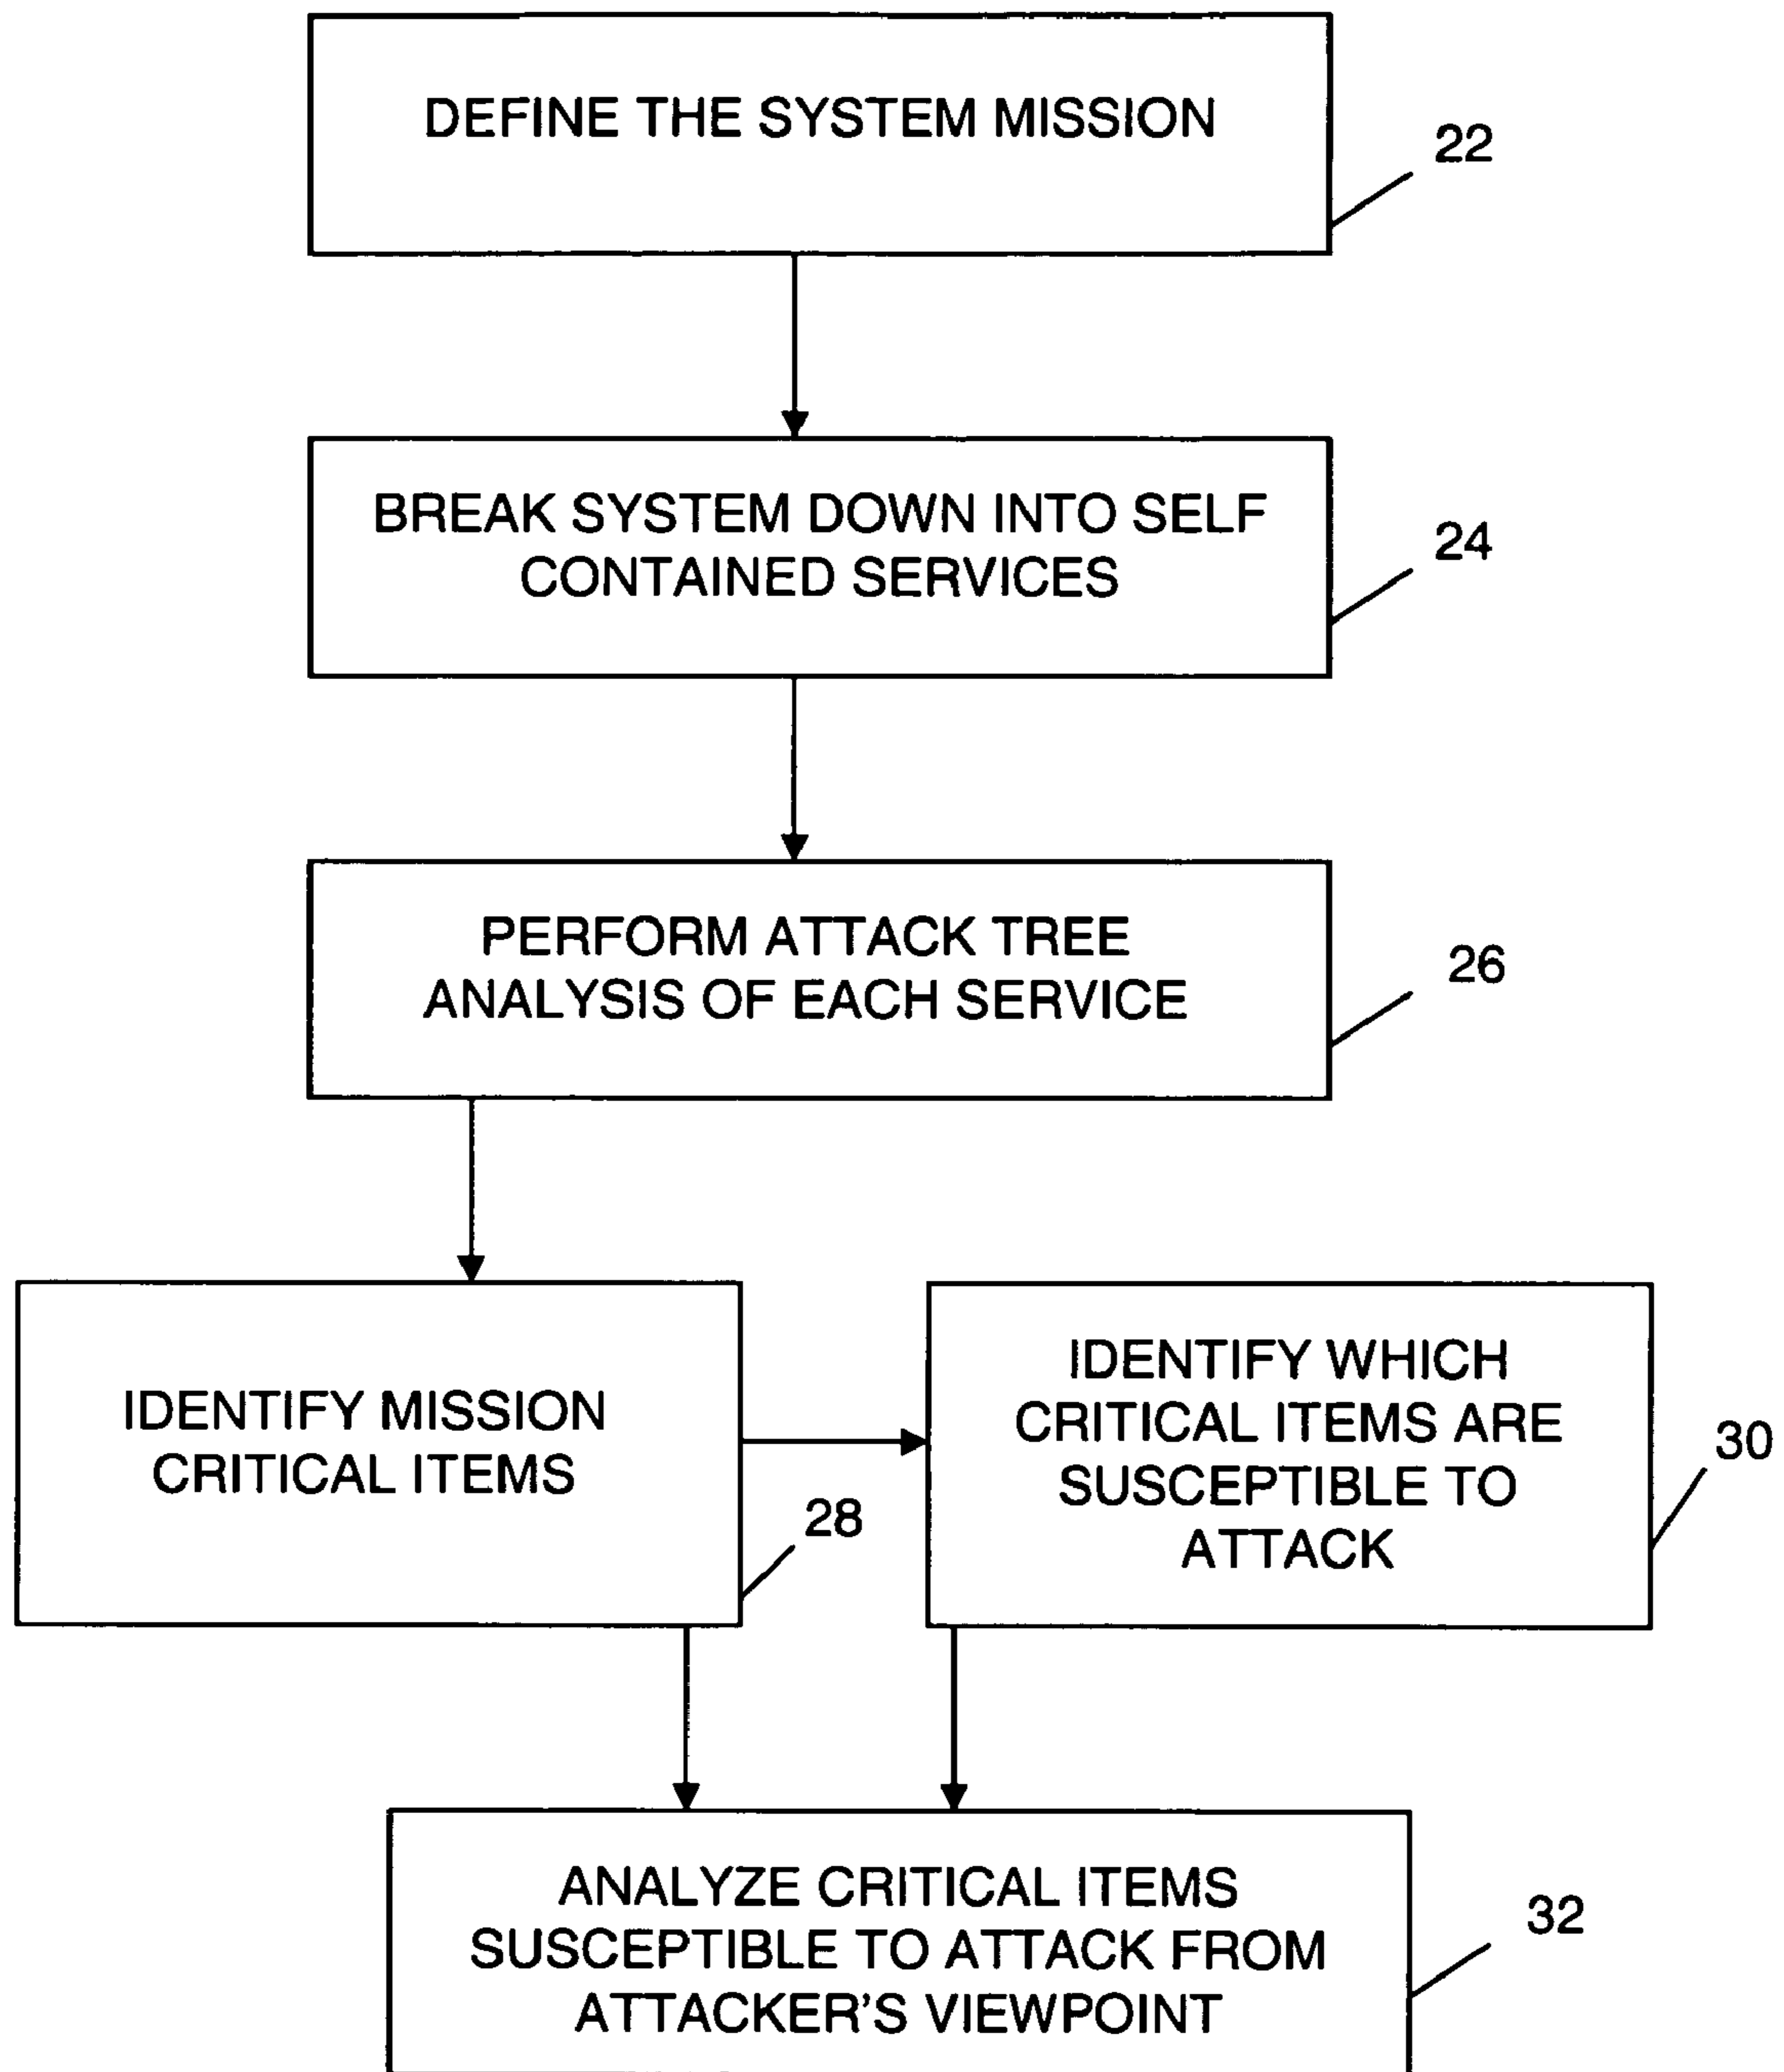 DEFINE THE SYSTEM MISSION
22
BREAK SYSTEM DOWN INTO SELF
CONTAINED SERVICES
24
PERFORM ATTACK TREE
ANALYSIS OF EACH SERVICE
26
IDENTIFY MISSION
CRITICAL ITEMS
28
IDENTIFY WHICH
CRITICAL ITEMS ARE
SUSCEPTIBLE TO
ATTACK
30
ANALYZE CRITICAL ITEMS
SUSCEPTIBLE TO ATTACK FROM
ATTACKER'S VIEWPOINT
32